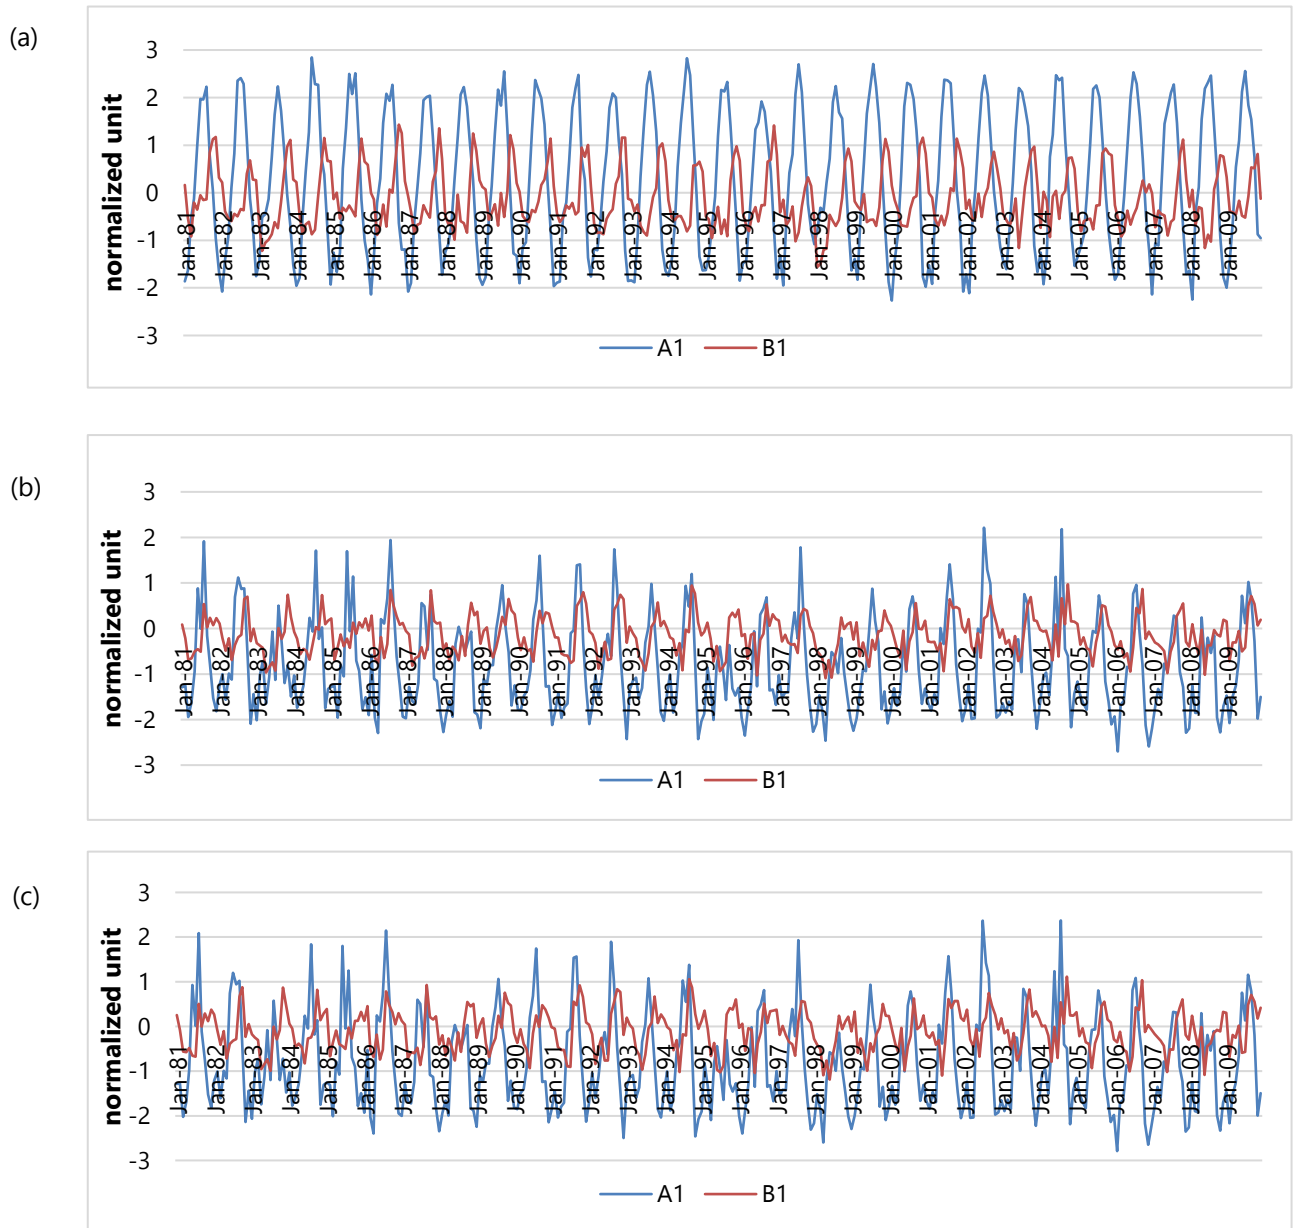 (a)
normalized unit
3
2
1
0
-1
-2
-3
Jan-81
Jan-82
Jan-83
Jan-84
Jan-85
Jan-86
Jan-87
Jan-88
Jan-89
Jan-90
Jan-91
Jan-92
Jan-93
Jan-94
Jan-95
Jan-96
Jan-97
Jan-98
Jan-99
Jan-00
Jan-01
Jan-02
Jan-03
Jan-04
Jan-05
Jan-06
Jan-07
Jan-08
Jan-09
A1 B1
(b)
normalized unit
3
2
1
0
-1
-2
-3
Jan-81
Jan-82
Jan-83
Jan-84
Jan-85
Jan-86
Jan-87
Jan-88
Jan-89
Jan-90
Jan-91
Jan-92
Jan-93
Jan-94
Jan-95
Jan-96
Jan-97
Jan-98
Jan-99
Jan-00
Jan-01
Jan-02
Jan-03
Jan-04
Jan-05
Jan-06
Jan-07
Jan-08
Jan-09
A1 B1
(c)
normalized unit
3
2
1
0
-1
-2
-3
Jan-81
Jan-82
Jan-83
Jan-84
Jan-85
Jan-86
Jan-87
Jan-88
Jan-89
Jan-90
Jan-91
Jan-92
Jan-93
Jan-94
Jan-95
Jan-96
Jan-97
Jan-98
Jan-99
Jan-00
Jan-01
Jan-02
Jan-03
Jan-04
Jan-05
Jan-06
Jan-07
Jan-08
Jan-09
A1 B1